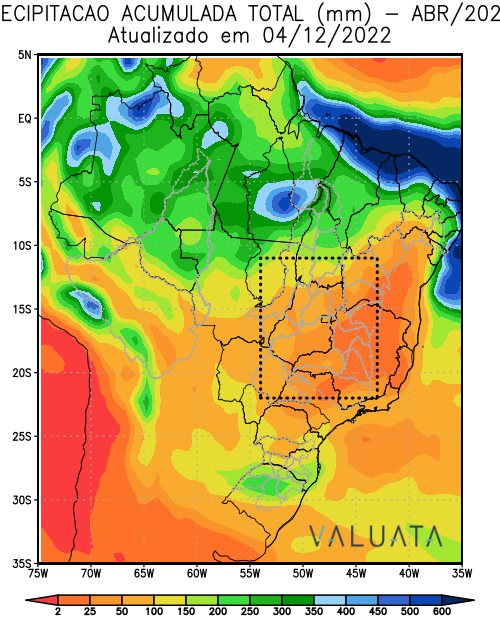 ECIPITACAO ACUMULADA TOTAL (mm) – ABR/202
Atualizado em 04/12/2022
5N
EQ
5S
10S
15S
20S
25S
30S
35S
75W 70W 65W 60W 55W 50W 45W 40W 35W
VALUATA
2 25 50 100 150 200 250 300 350 400 450 500 600